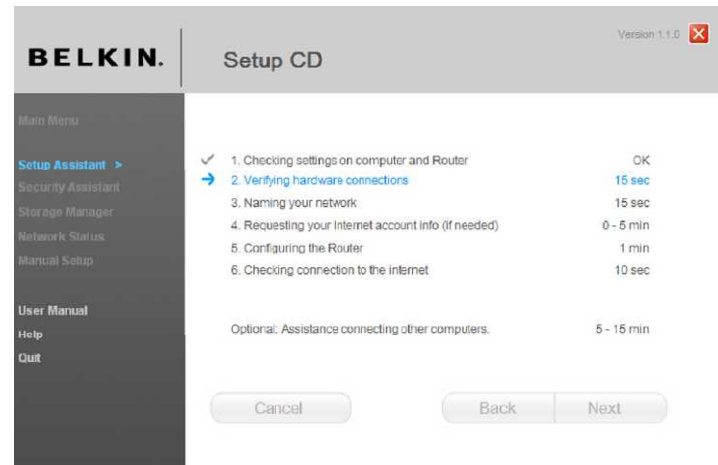 Version 1.1.0
BELKIN.
Setup CD
Main Menu
Setup Assistant >
Security Assistant
Storage Manager
Network Status
Manual Setup
User Manual
Help
Quit
1. Checking settings on computer and Router OK
2. Verifying hardware connections 15 sec
3. Naming your network 15 sec
4. Requesting your Internet account info (if needed) 0 - 5 min
5. Configuring the Router 1 min
6. Checking connection to the internet 10 sec
Optional: Assistance connecting other computers. 5 - 15 min
Cancel Back Next